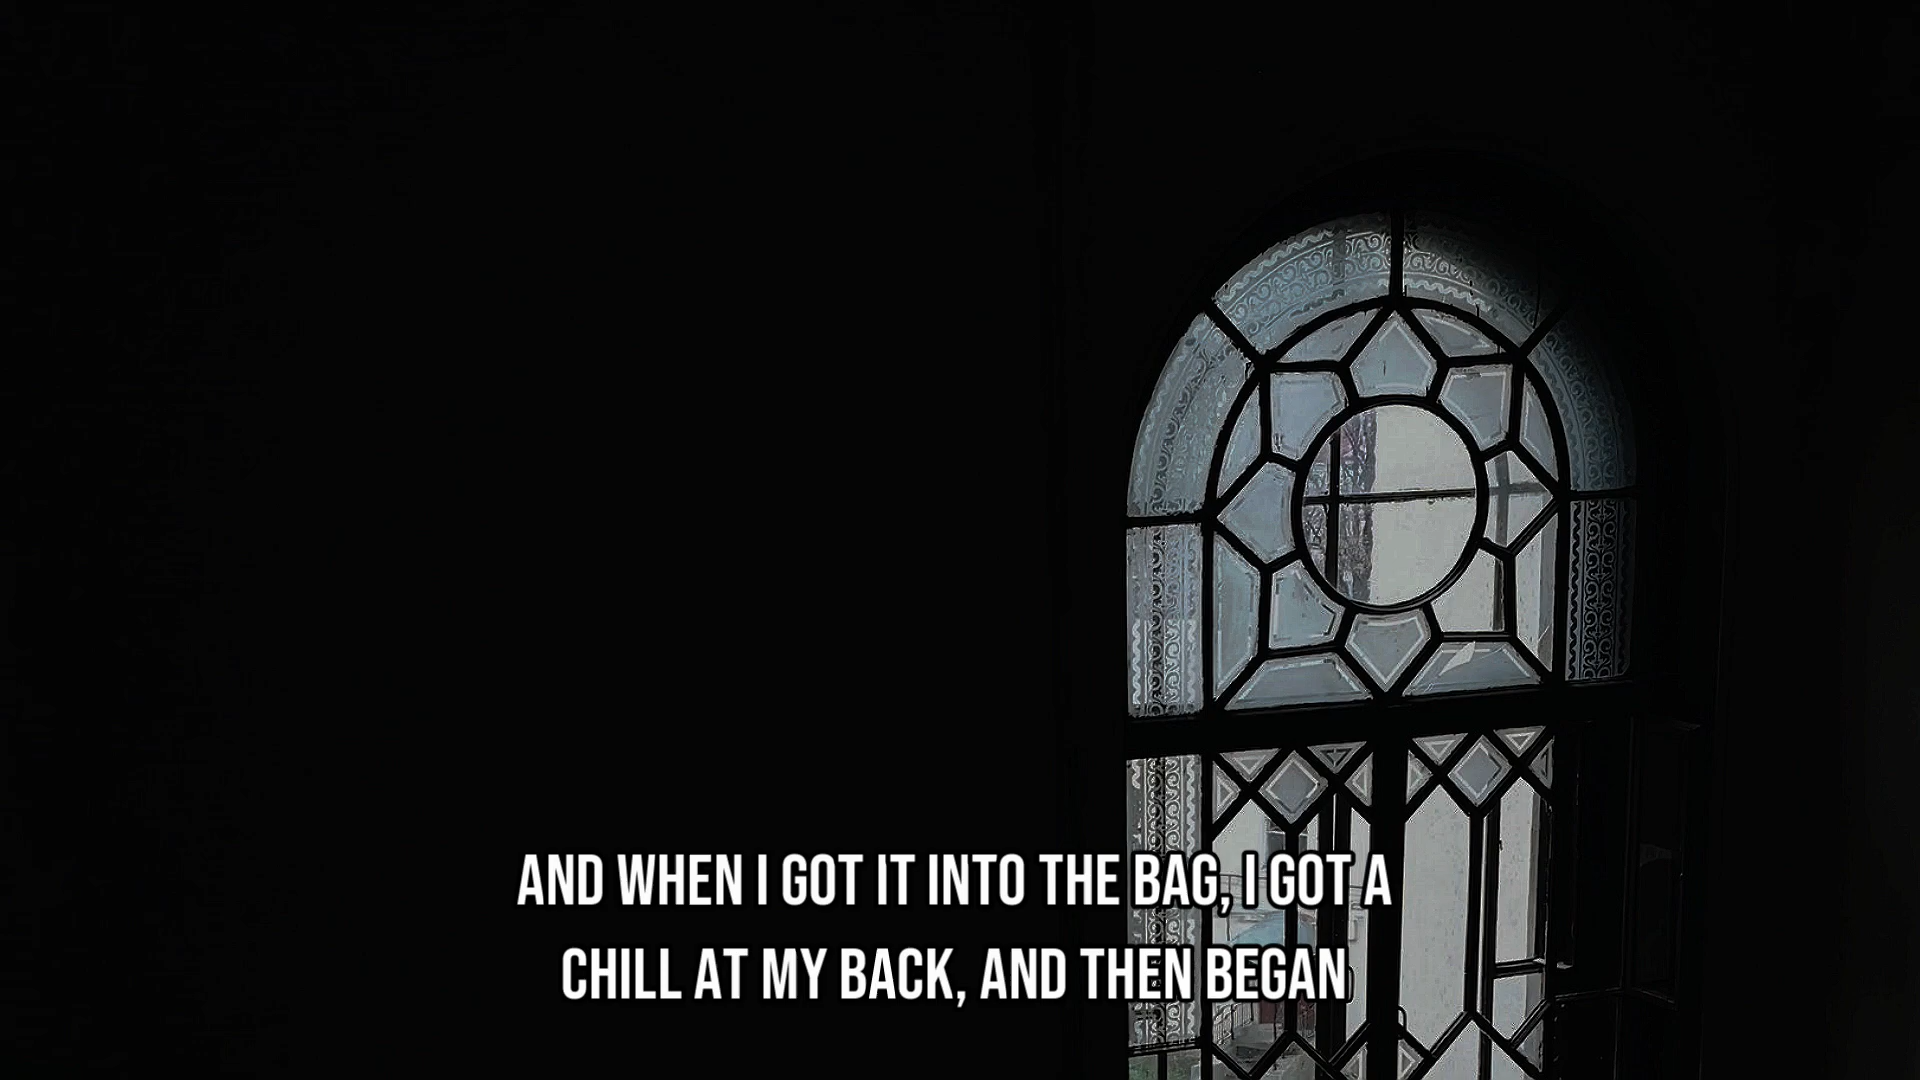 AND WHEN I GOT IT INTO THE BAG, I GOT A
CHILL AT MY BACK, AND THEN BEGAN